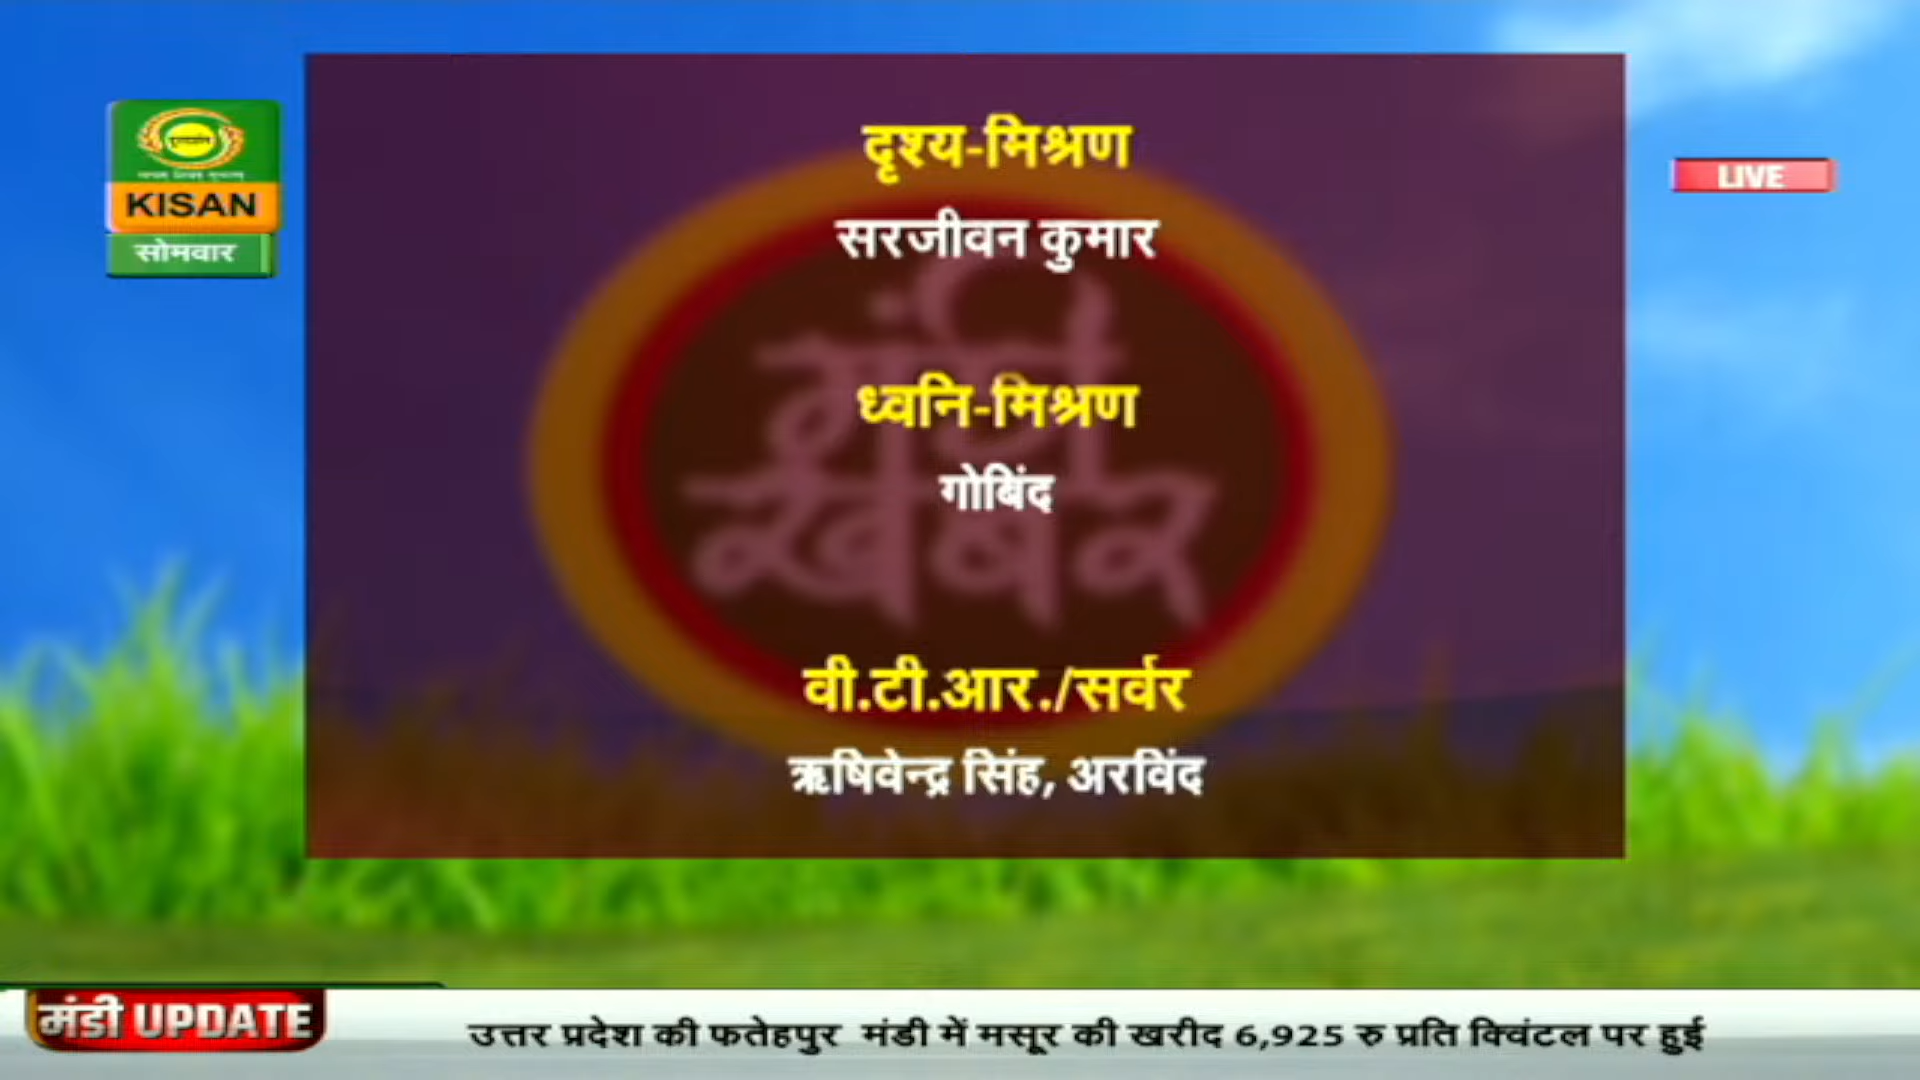 दृश्य-मिश्रण
सरजीवन कुमार
KISAN
सोमवार
LIVE
मंडी
खबर
ध्वनि-मिश्रण
गोबिंद
वी.टी.आर./सर्वर
ऋषिवेन्द्र सिंह, अरविंद
मंडी UPDATE
उत्तर प्रदेश की फतेहपुर मंडी में मसूर की खरीद 6,925 रु प्रति क्विंटल पर हुई